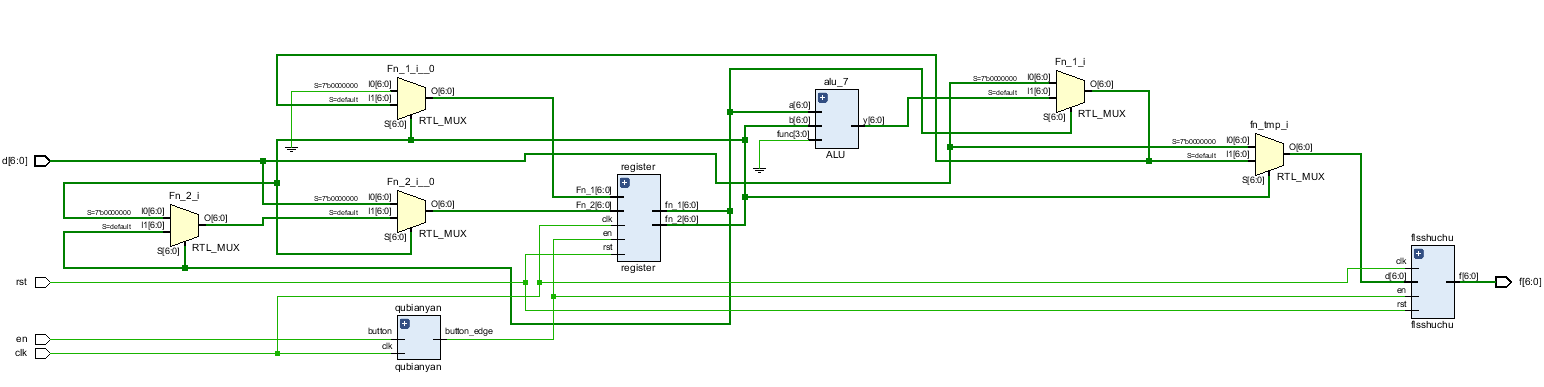 Fn_1_i__0
S=7'b0000000 I0[6:0]
S=default I1[6:0]
O[6:0]
S[6:0]
RTL_MUX
alu_7
a[6:0]
b[6:0]
func[3:0]
y[6:0]
ALU
Fn_1_i
S=7'b0000000 I0[6:0]
S=default I1[6:0]
O[6:0]
S[6:0]
RTL_MUX
fn_tmp_i
S=7'b0000000 I0[6:0]
S=default I1[6:0]
O[6:0]
S[6:0]
RTL_MUX
d[6:0]
Fn_2_i
S=7'b0000000 I0[6:0]
S=default I1[6:0]
O[6:0]
S[6:0]
RTL_MUX
Fn_2_i__0
S=7'b0000000 I0[6:0]
S=default I1[6:0]
O[6:0]
S[6:0]
RTL_MUX
register
Fn_1[6:0]
Fn_2[6:0]
clk
en
rst
fn_1[6:0]
fn_2[6:0]
register
flsshuchu
clk
d[6:0]
en
rst
f[6:0]
flsshuchu
f[6:0]
rst
qubianyan
button
clk
button_edge
qubianyan
en
clk